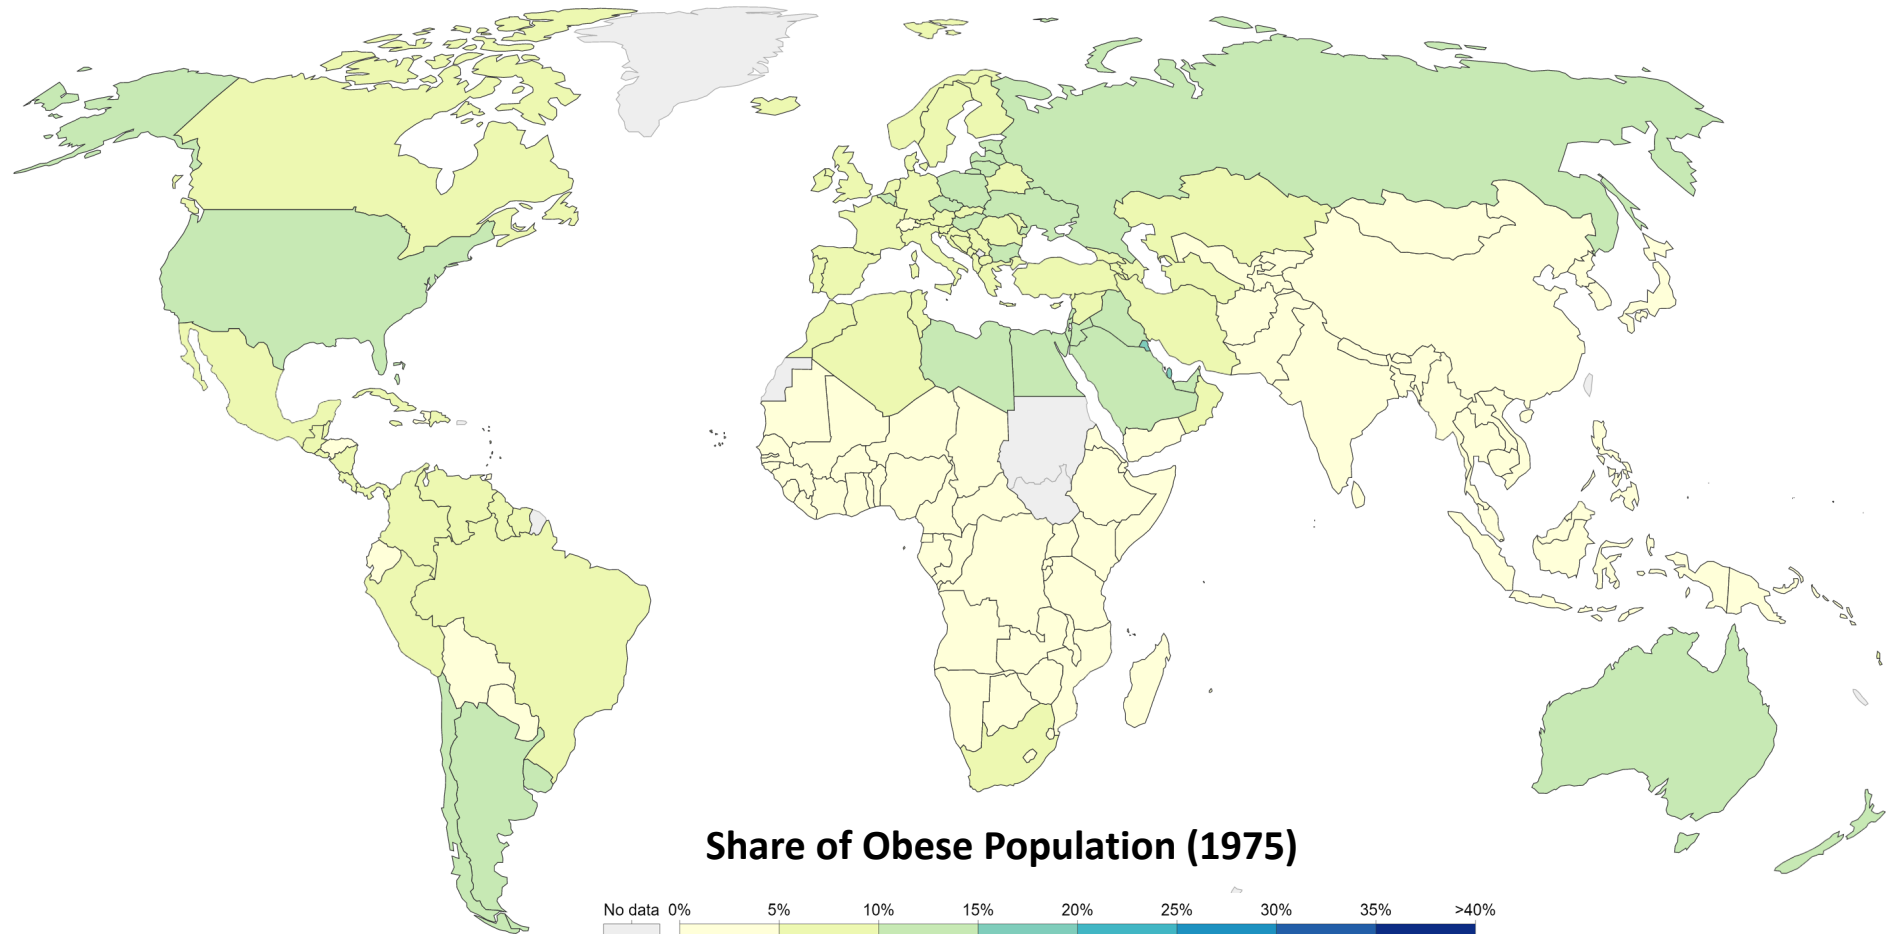 Share of Obese Population (1975)
No data 0% 5% 10% 15% 20% 25% 30% 35% >40%